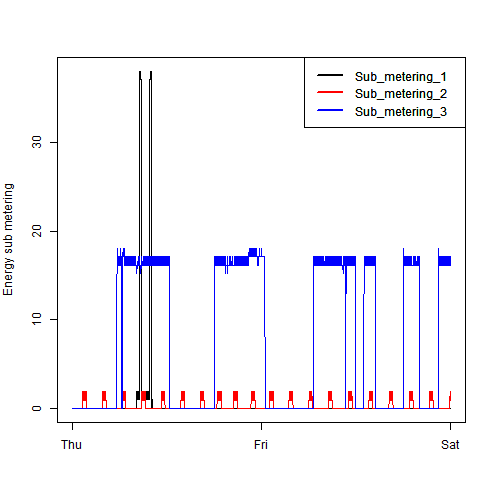 Sub_metering_1
Sub_metering_2
Sub_metering_3
Energy sub metering
30
20
10
0
Thu
Fri
Sat